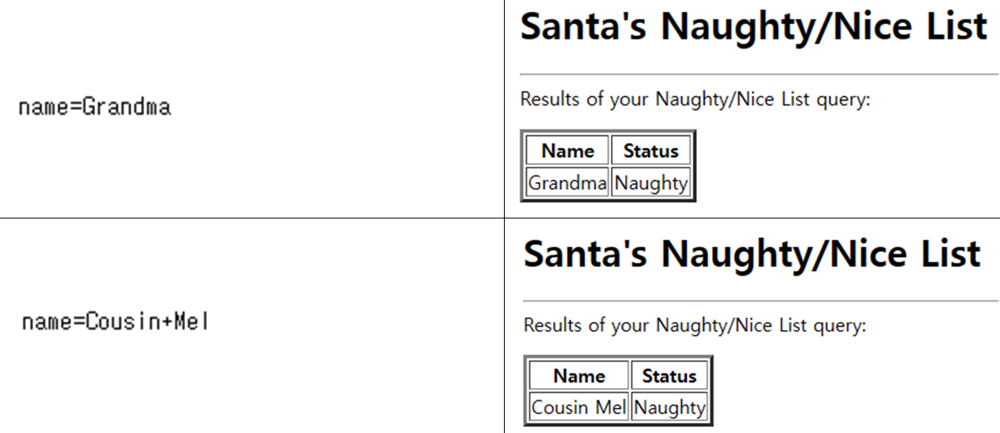 name=Grandma
Santa's Naughty/Nice List
Results of your Naughty/Nice List query:
Name Status
Grandma Naughty
name=Cousin+Mel
Santa's Naughty/Nice List
Results of your Naughty/Nice List query:
Name Status
Cousin Mel Naughty